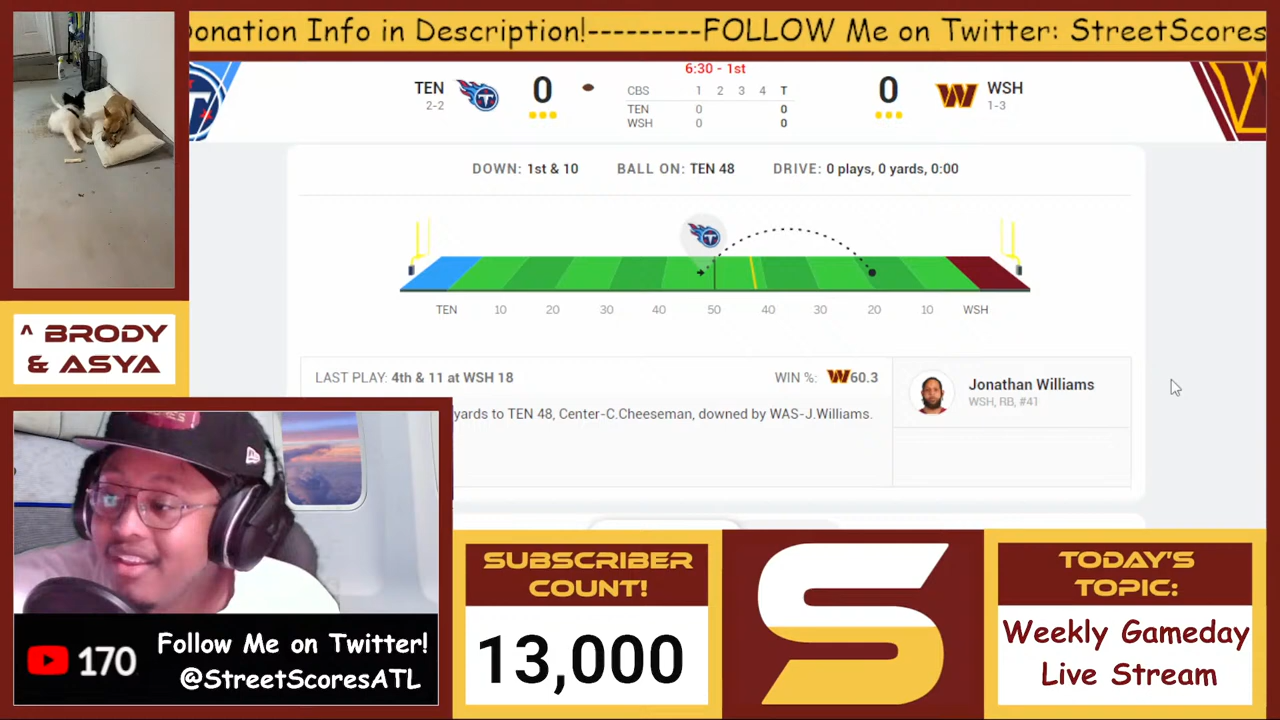 onation Info in Description!---------FOLLOW Me on Twitter: StreetScores
TEN
2-2
0
6:30 - 1st
CBS 1 2 3 4 T
TEN 0 0
WSH 0 0
0
WSH
1-3
DOWN: 1st & 10
BALL ON: TEN 48
DRIVE: 0 plays, 0 yards, 0:00
TEN 10 20 30 40 50 40 30 20 10 WSH
^ BRODY
& ASYA
LAST PLAY: 4th & 11 at WSH 18
WIN %: 60.3
yards to TEN 48, Center-C.Cheeseman, downed by WAS-J.Williams.
Jonathan Williams
WSH, RB, #41
170
Follow Me on Twitter!
@StreetScoresATL
SUBSCRIBER
COUNT!
13,000
S
TODAY'S
TOPIC:
Weekly Gameday
Live Stream